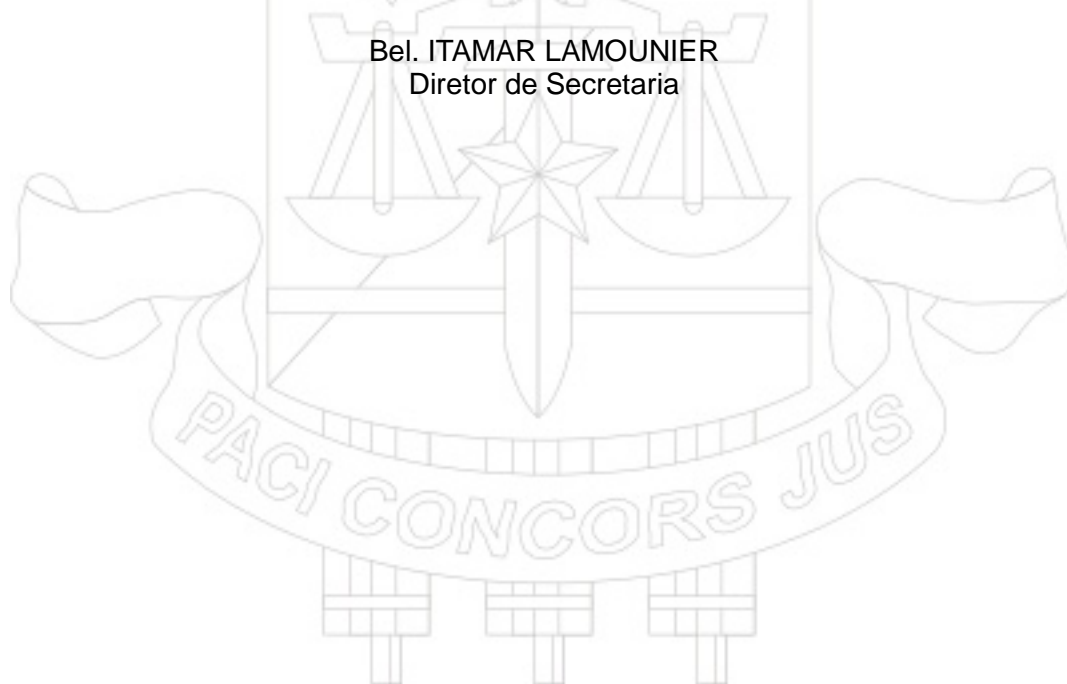 Bel. ITAMAR LAMOUNIER
Diretor de Secretaria
PACI CONCORS JUS